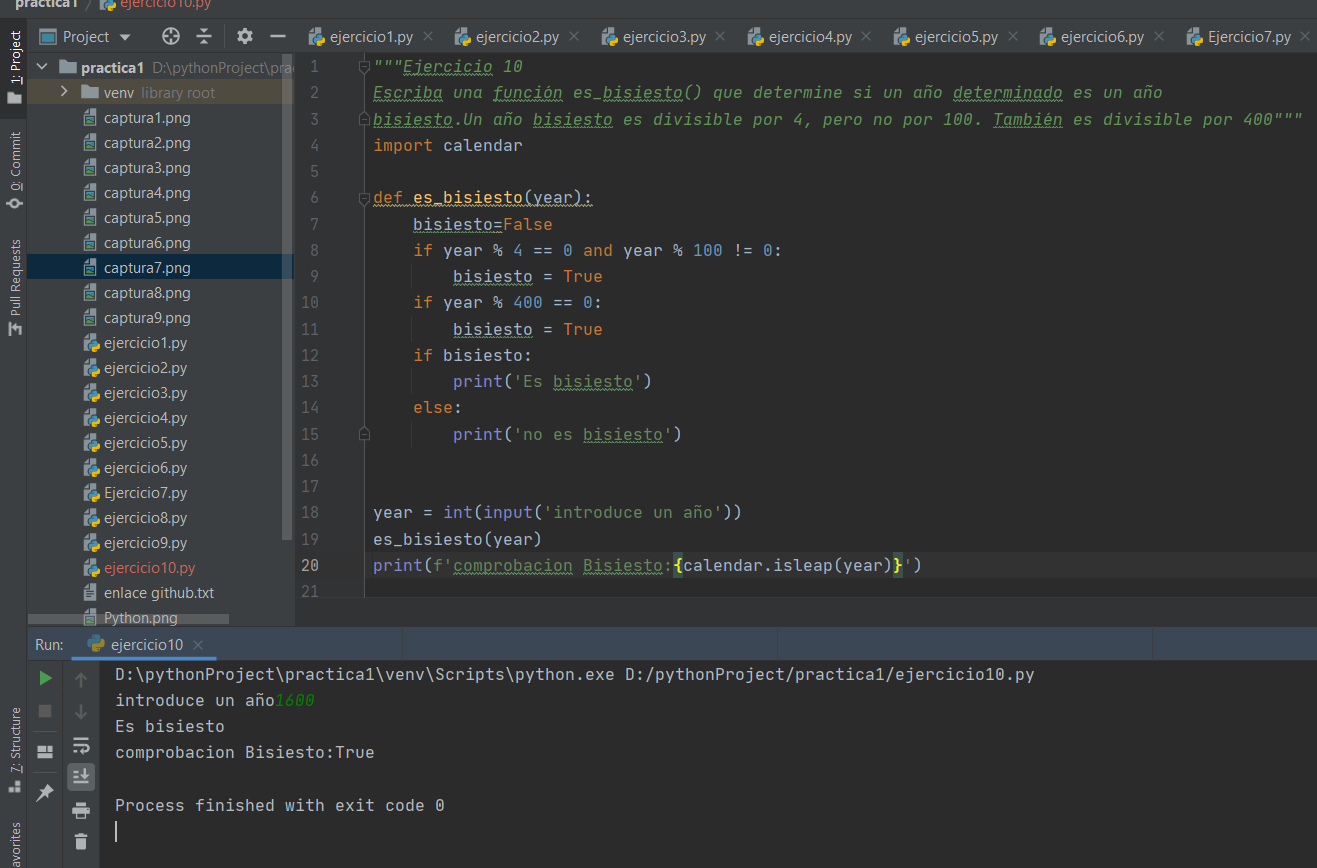 practica1 ejercicio10.py
Project
ejercicio1.py ejercicio2.py ejercicio3.py ejercicio4.py ejercicio5.py ejercicio6.py Ejercicio7.py
1: Project
0: Commit
Pull Requests
7: Structure
avorites
practica1 D:\pythonProject\prac
venv library root
captura1.png
captura2.png
captura3.png
captura4.png
captura5.png
captura6.png
captura7.png
captura8.png
captura9.png
ejercicio1.py
ejercicio2.py
ejercicio3.py
ejercicio4.py
ejercicio5.py
ejercicio6.py
Ejercicio7.py
ejercicio8.py
ejercicio9.py
ejercicio10.py
enlace github.txt
Python.png
1 """Ejercicio 10
2 Escriba una función es_bisiesto() que determine si un año determinado es un año
3 bisiesto.Un año bisiesto es divisible por 4, pero no por 100. También es divisible por 400"""
4 import calendar
5
6 def es_bisiesto(year):
7     bisiesto=False
8     if year % 4 == 0 and year % 100 != 0:
9         bisiesto = True
10     if year % 400 == 0:
11         bisiesto = True
12     if bisiesto:
13         print('Es bisiesto')
14     else:
15         print('no es bisiesto')
16
17
18 year = int(input('introduce un año'))
19 es_bisiesto(year)
20 print(f'comprobacion Bisiesto:{calendar.isleap(year)}')
21
Run: ejercicio10
D:\pythonProject\practica1\venv\Scripts\python.exe D:/pythonProject/practica1/ejercicio10.py
introduce un año1600
Es bisiesto
comprobacion Bisiesto:True
Process finished with exit code 0